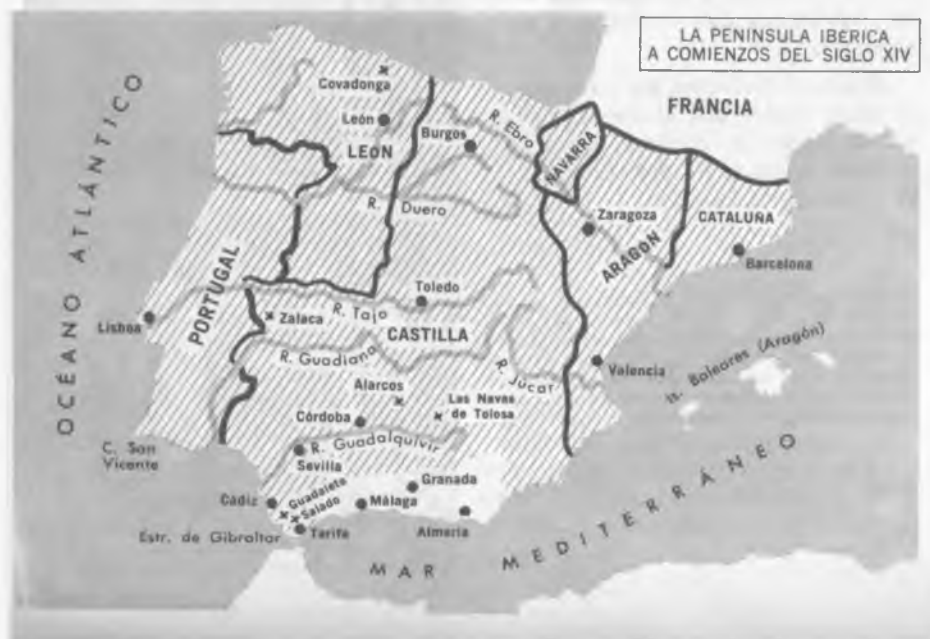 LA PENINSULA IBERICA
A COMIENZOS DEL SIGLO XIV
FRANCIA
OCÉANO ATLÁNTICO
Covadonga
León
LEON
Burgos
R. Ebro
NAVARRA
R. Duero
Zaragoza
ARAGON
CATALUÑA
Barcelona
PORTUGAL
Lisboa
Toledo
R. Tajo
Zalaca
CASTILLA
R. Guadiana
R. Jucar
Valencia
Is. Baleares (Aragón)
Alarcos
Las Navas
de Tolosa
Córdoba
R. Guadalquivir
C. San
Vicente
Sevilla
Granada
Cádiz
Guadalete
Salado
Málaga
Almería
Estr. de Gibraltar
Tarifa
MAR MEDITERRÁNEO